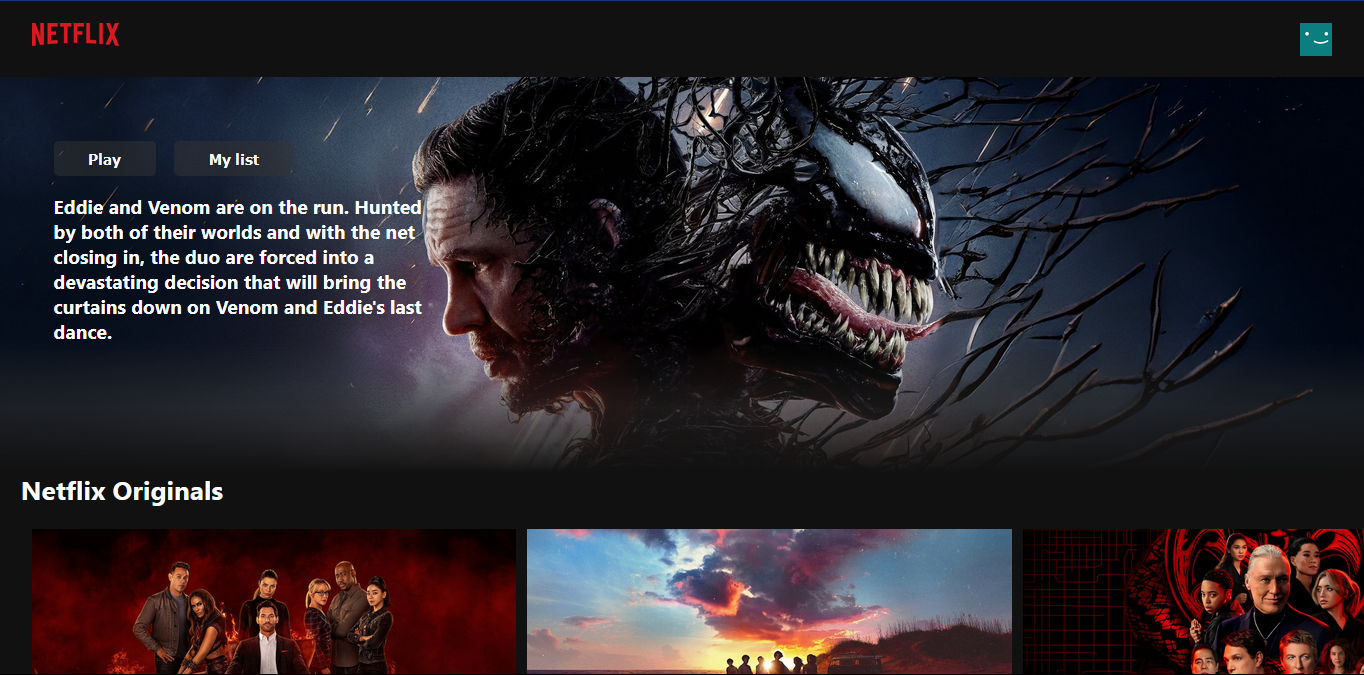 NETFLIX
Play
My list
Eddie and Venom are on the run. Hunted
by both of their worlds and with the net
closing in, the duo are forced into a
devastating decision that will bring the
curtains down on Venom and Eddie's last
dance.
Netflix Originals